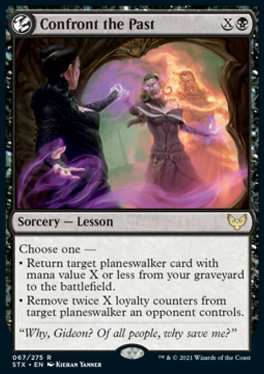 Confront the Past X
Sorcery — Lesson
Choose one —
• Return target planeswalker card with
mana value X or less from your graveyard
to the battlefield.
• Remove twice X loyalty counters from
target planeswalker an opponent controls.
“Why, Gideon? Of all people, why save me?”
067/275 R
STX • EN KIERAN YANNER
™ & © 2021 Wizards of the Coast